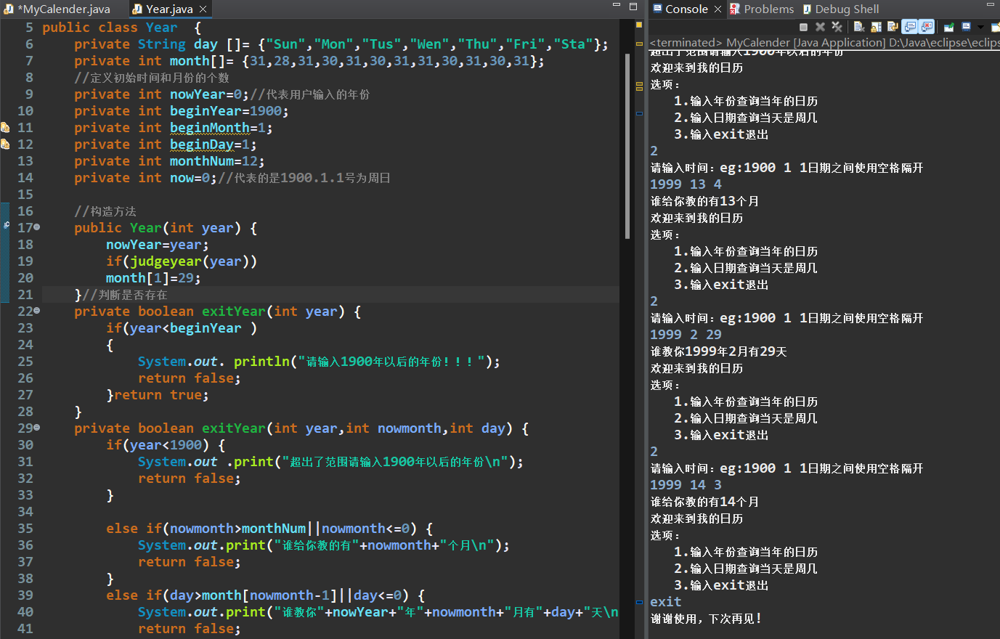 *MyCalender.java
Year.java
5 public class Year  {
6 private String day []= {"Sun","Mon","Tus","Wen","Thu","Fri","Sta"};
7 private int month[]= {31,28,31,30,31,30,31,31,30,31,30,31};
8 //定义初始时间和月份的个数
9 private int nowYear=0;//代表用户输入的年份
10 private int beginYear=1900;
11 private int beginMonth=1;
12 private int beginDay=1;
13 private int monthNum=12;
14 private int now=0;//代表的是1900.1.1号为周日
15
16 //构造方法
17 public Year(int year) {
18 nowYear=year;
19 if(judgeyear(year))
20 month[1]=29;
21 }//判断是否存在
22 private boolean exitYear(int year) {
23 if(year<beginYear )
24 {
25 System.out. println("请输入1900年以后的年份!!!");
26 return false;
27 }return true;
28 }
29 private boolean exitYear(int year,int nowmonth,int day) {
30 if(year<1900) {
31 System.out .print("超出了范围请输入1900年以后的年份\n");
32 return false;
33 }
34
35 else if(nowmonth>monthNum||nowmonth<=0) {
36 System.out.print("谁给你教的有"+nowmonth+"个月\n");
37 return false;
38 }
39 else if(day>month[nowmonth-1]||day<=0) {
40 System.out.print("谁教你"+nowYear+"年"+nowmonth+"月有"+day+"天\n
41 return false;
Console
Problems
Debug Shell
<terminated> MyCalender [Java Application] D:\Java\eclipse\eclips
超出了范围请输入1900年以后的年份
欢迎来到我的日历
选项:
1.输入年份查询当年的日历
2.输入日期查询当天是周几
3.输入exit退出
2
请输入时间: eg:1900 1 1日期之间使用空格隔开
1999 13 4
谁给你教的有13个月
欢迎来到我的日历
选项:
1.输入年份查询当年的日历
2.输入日期查询当天是周几
3.输入exit退出
2
请输入时间: eg:1900 1 1日期之间使用空格隔开
1999 2 29
谁教你1999年2月有29天
欢迎来到我的日历
选项:
1.输入年份查询当年的日历
2.输入日期查询当天是周几
3.输入exit退出
2
请输入时间: eg:1900 1 1日期之间使用空格隔开
1999 14 3
谁给你教的有14个月
欢迎来到我的日历
选项:
1.输入年份查询当年的日历
2.输入日期查询当天是周几
3.输入exit退出
exit
谢谢使用，下次再见!